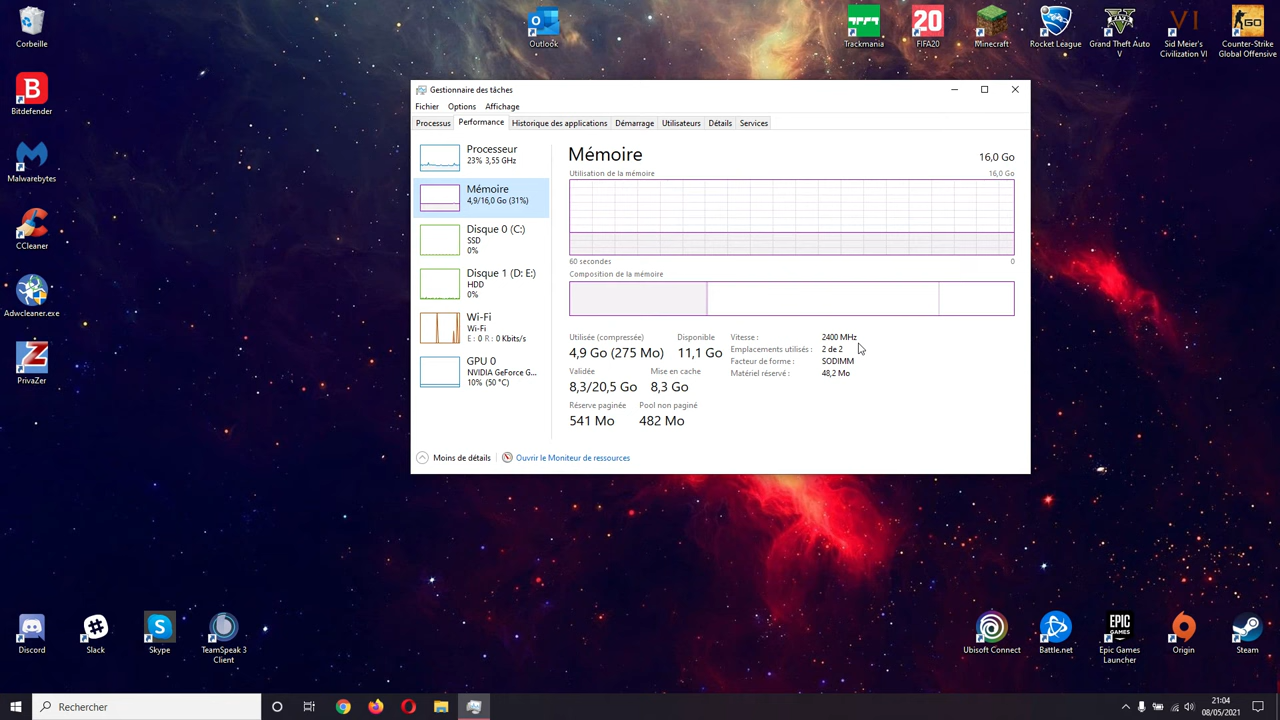 Corbeille
Outlook
Trackmania
FIFA20
Minecraft
Rocket League
Grand Theft Auto
V
Sid Meier's
Civilization VI
Counter-Strike
Global Offensive
Bitdefender
Malwarebytes
CCleaner
Adwcleaner.exe
PrivaZer
Gestionnaire des tâches
Fichier Options Affichage
Processus Performance Historique des applications Démarrage Utilisateurs Détails Services
Processeur
23% 3,55 GHz
Mémoire
4,9/16,0 Go (31%)
Disque 0 (C:)
SSD
0%
Disque 1 (D: E:)
HDD
0%
Wi-Fi
Wi-Fi
E : 0 R : 0 Kbits/s
GPU 0
NVIDIA GeForce G...
10% (50 °C)
Mémoire 16,0 Go
Utilisation de la mémoire 16,0 Go
60 secondes 0
Composition de la mémoire
Utilisée (compressée) Disponible
4,9 Go (275 Mo) 11,1 Go
Validée Mise en cache
8,3/20,5 Go 8,3 Go
Réserve paginée Pool non paginé
541 Mo 482 Mo
Vitesse : 2400 MHz
Emplacements utilisés : 2 de 2
Facteur de forme : SODIMM
Matériel réservé : 48,2 Mo
Moins de détails Ouvrir le Moniteur de ressources
Discord
Slack
Skype
TeamSpeak 3
Client
Ubisoft Connect
Battle.net
EPIC
GAMES
Epic Games
Launcher
Origin
Steam
Rechercher
21:04
08/05/2021